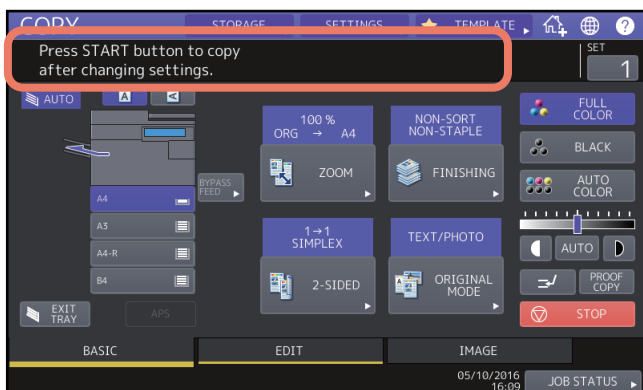 COPY
STORAGE
SETTINGS
TEMPLATE
?
Press START button to copy
after changing settings.
SET
1
AUTO
A
A
100 %
ORG → A4
NON-SORT
NON-STAPLE
FULL
COLOR
BLACK
BYPASS
FEED
ZOOM
FINISHING
AUTO
COLOR
A4
A3
A4-R
B4
1→1
SIMPLEX
TEXT/PHOTO
AUTO
2-SIDED
ORIGINAL
MODE
PROOF
COPY
EXIT
TRAY
APS
STOP
BASIC
EDIT
IMAGE
05/10/2016
16:09
JOB STATUS